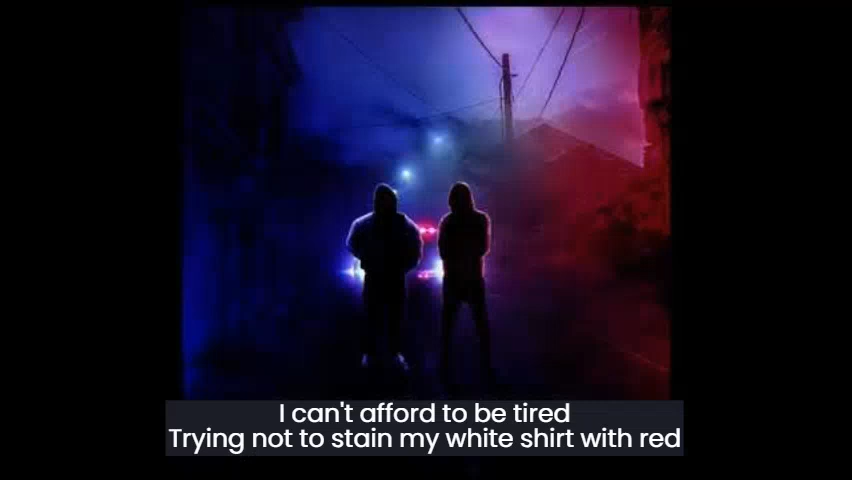 I can't afford to be tired
Trying not to stain my white shirt with red